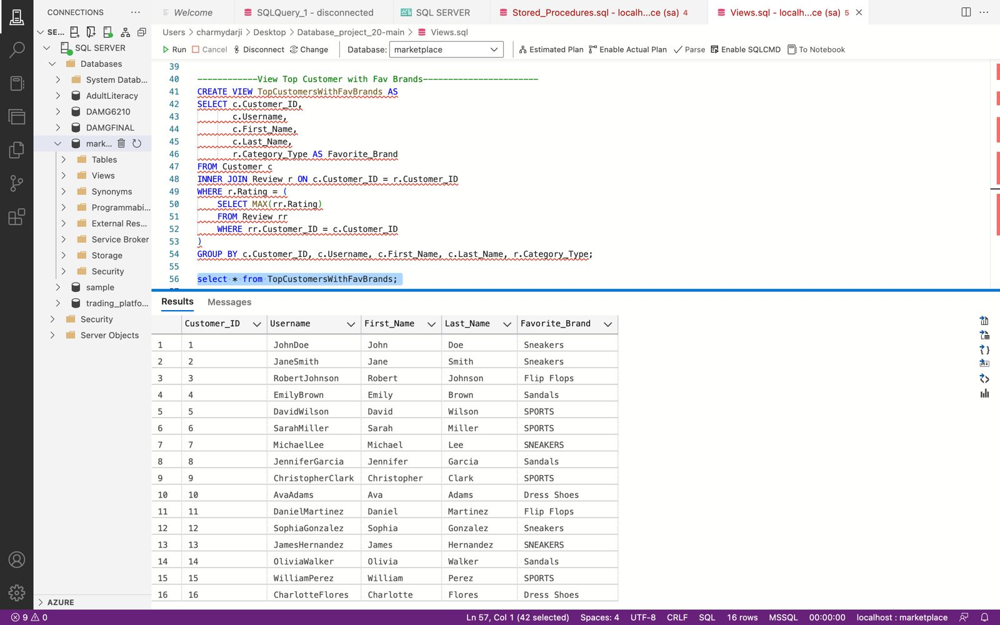 CONNECTIONS ···
Welcome
SQLQuery_1 - disconnected
SQL SERVER
Stored_Procedures.sql - localh...ce (sa) 4
Views.sql - localh...ce (sa) 5
SE...
Users > charmydarji > Desktop > Database_project_20-main > Views.sql
SQL SERVER
Run Cancel Disconnect Change Database: marketplace Estimated Plan Enable Actual Plan Parse Enable SQLCMD To Notebook
Databases
System Datab...
AdultLiteracy
DAMG6210
DAMGFINAL
mark...
Tables
Views
Synonyms
Programmabi...
External Res...
Service Broker
Storage
Security
sample
trading_platfo...
Security
Server Objects
AZURE
39
40 ------------View Top Customer with Fav Brands-----------------------
41 CREATE VIEW TopCustomersWithFavBrands AS
42 SELECT c.Customer_ID,
43 c.Username,
44 c.First_Name,
45 c.Last_Name,
46 r.Category_Type AS Favorite_Brand
47 FROM Customer c
48 INNER JOIN Review r ON c.Customer_ID = r.Customer_ID
49 WHERE r.Rating = (
50 SELECT MAX(rr.Rating)
51 FROM Review rr
52 WHERE rr.Customer_ID = c.Customer_ID
53 )
54 GROUP BY c.Customer_ID, c.Username, c.First_Name, c.Last_Name, r.Category_Type;
55
56 select * from TopCustomersWithFavBrands;
Results Messages
Customer_ID Username First_Name Last_Name Favorite_Brand
1 1 JohnDoe John Doe Sneakers
2 2 JaneSmith Jane Smith Sneakers
3 3 RobertJohnson Robert Johnson Flip Flops
4 4 EmilyBrown Emily Brown Sandals
5 5 DavidWilson David Wilson SPORTS
6 6 SarahMiller Sarah Miller SPORTS
7 7 MichaelLee Michael Lee SNEAKERS
8 8 JenniferGarcia Jennifer Garcia Sandals
9 9 ChristopherClark Christopher Clark SPORTS
10 10 AvaAdams Ava Adams Dress Shoes
11 11 DanielMartinez Daniel Martinez Flip Flops
12 12 SophiaGonzalez Sophia Gonzalez Sneakers
13 13 JamesHernandez James Hernandez SNEAKERS
14 14 OliviaWalker Olivia Walker Sandals
15 15 WilliamPerez William Perez SPORTS
16 16 CharlotteFlores Charlotte Flores Dress Shoes
9 0 Ln 57, Col 1 (42 selected) Spaces: 4 UTF-8 CRLF SQL 16 rows MSSQL 00:00:00 localhost : marketplace